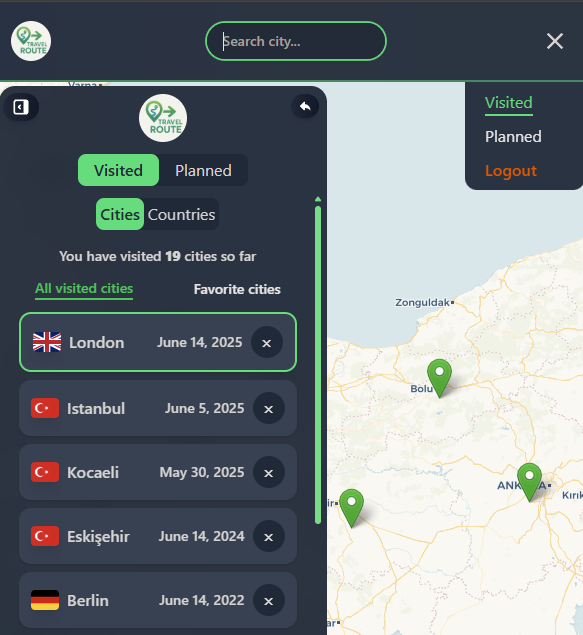 TRAVEL
ROUTE
Search city...
Varna
Visited
Planned
Logout
TRAVEL
ROUTE
Visited Planned
Cities Countries
You have visited 19 cities so far
All visited cities Favorite cities
London June 14, 2025 ×
Istanbul June 5, 2025 ×
Kocaeli May 30, 2025 ×
Eskişehir June 14, 2024 ×
Berlin June 14, 2022 ×
Zonguldak
Bolu
Kırık